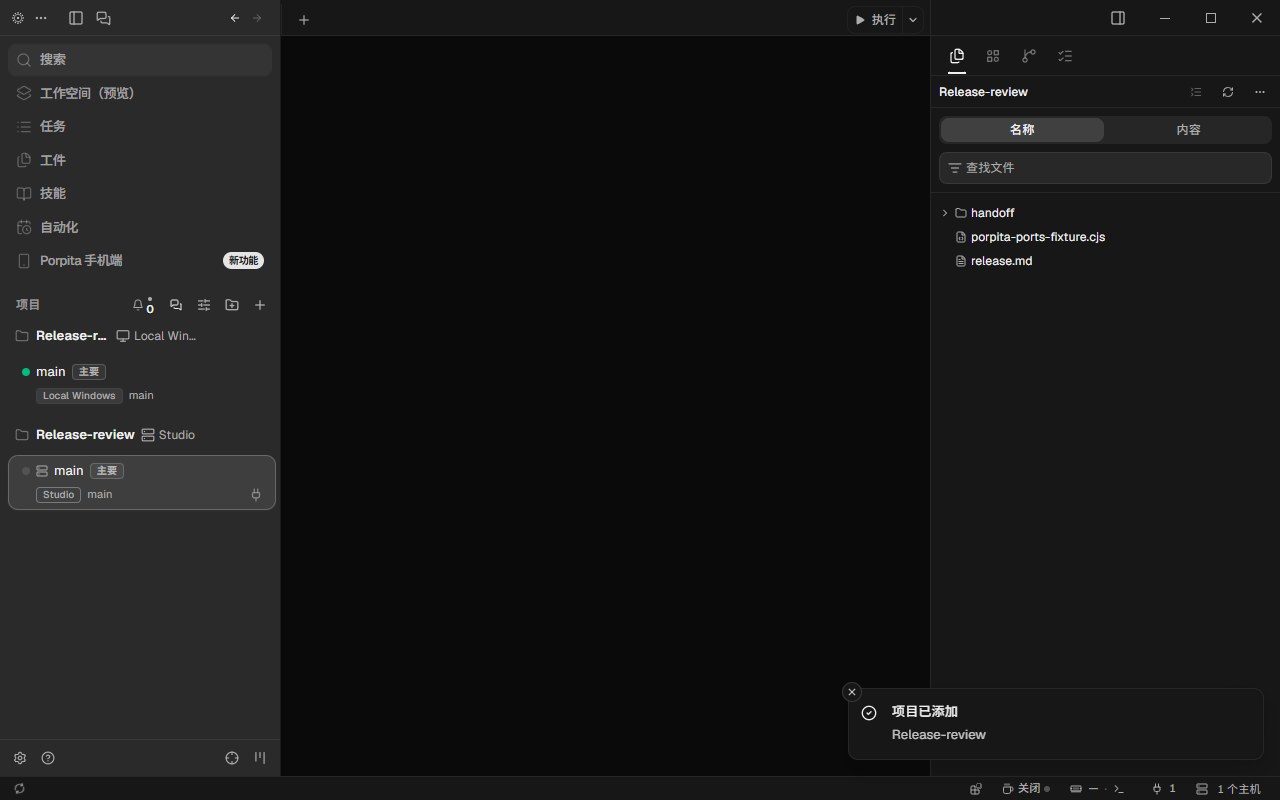 执行
搜索
工作空间（预览）
任务
工件
技能
自动化
Porpita 手机端
新功能
项目
0
Release-r...
Local Win...
main
主要
Local Windows
main
Release-review
Studio
main
主要
Studio
main
Release-review
名称
内容
查找文件
handoff
porpita-ports-fixture.cjs
release.md
项目已添加
Release-review
关闭
1
1 个主机